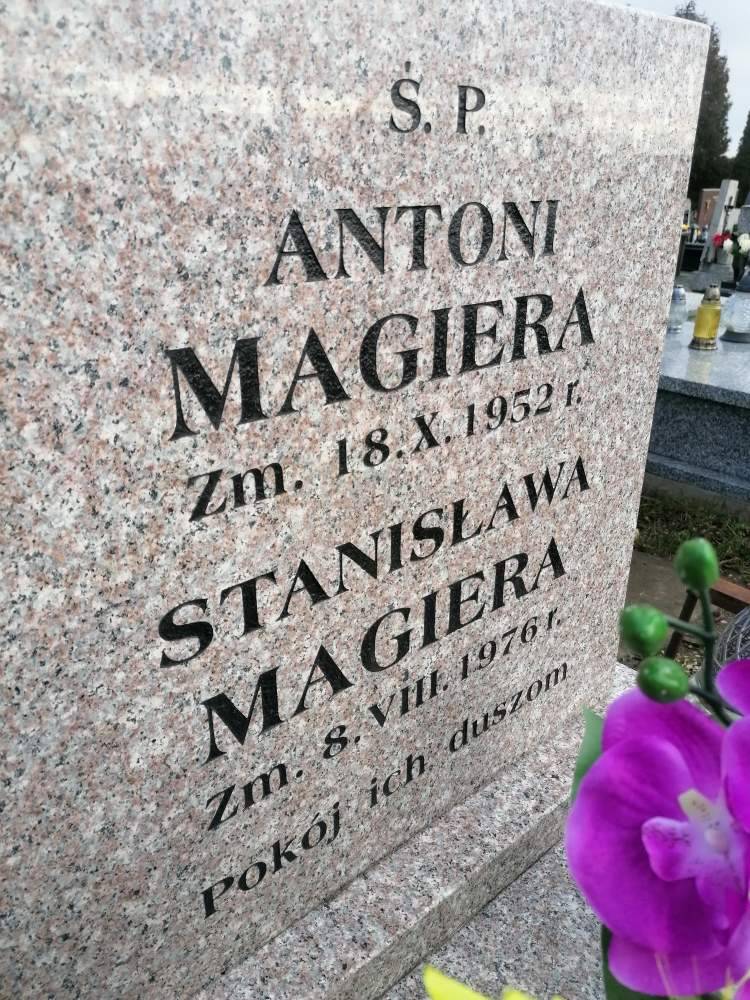 Ś. P.
ANTONI
MAGIERA
Zm. 18.X.1952 r.
STANISŁAWA
MAGIERA
Zm. 8.VIII.1976 r.
Pokój ich duszom